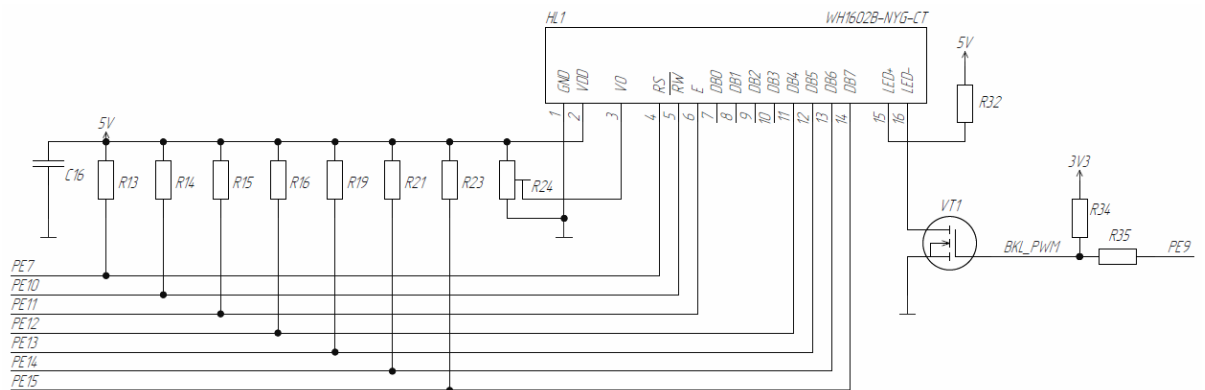 HL1 WH1602B-NYG-CT
GND VDD VO RS RW E DB0 DB1 DB2 DB3 DB4 DB5 DB6 DB7 LED+ LED-
1 2 3 4 5 6 7 8 9 10 11 12 13 14 15 16
5V
R32
5V
C16 R13 R14 R15 R16 R19 R21 R23 R24
3V3
VT1 R34
R35
BKL_PWM PE9
PE7
PE10
PE11
PE12
PE13
PE14
PE15